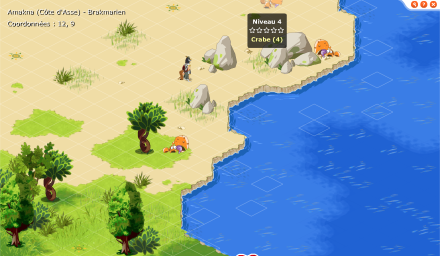 Amakna (Côte d'Asse) - Brakmarien
Coordonnées : 12, 9
Niveau 4
Crabe (4)